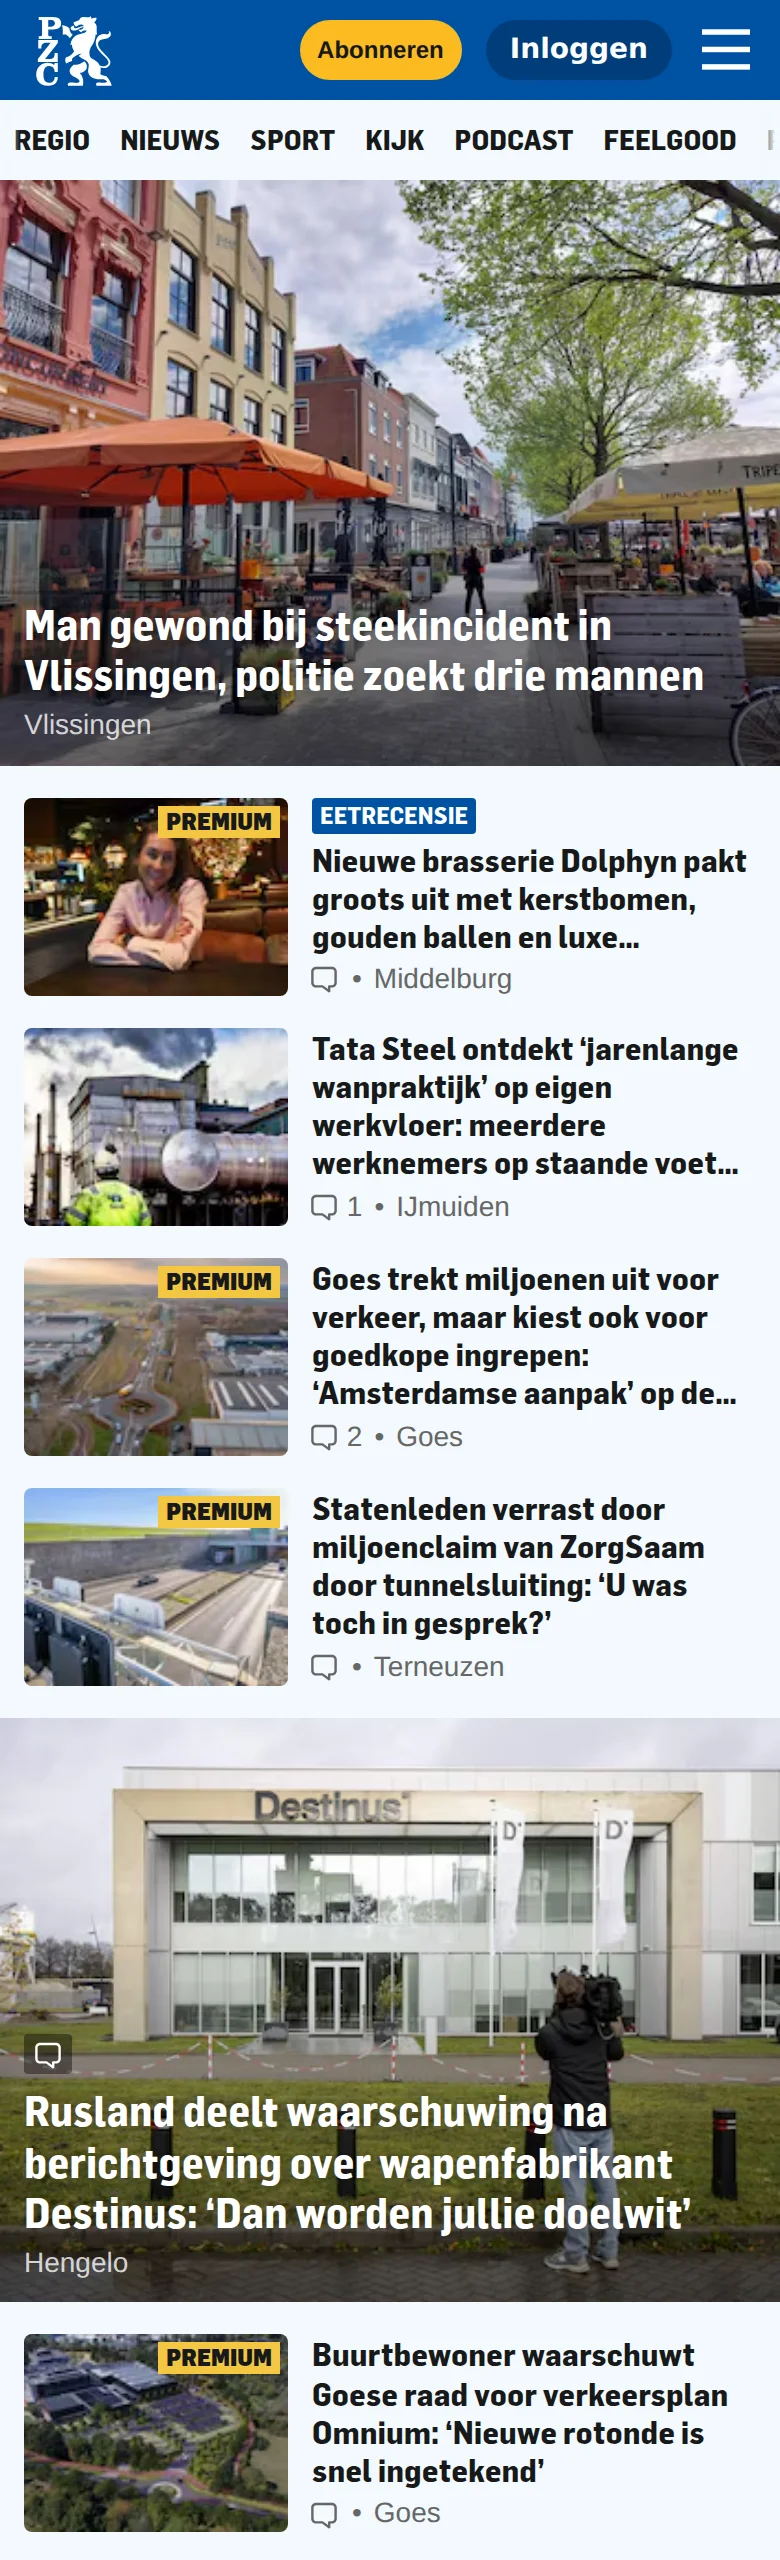 PZC
Abonneren
Inloggen
REGIO NIEUWS SPORT KIJK PODCAST FEELGOOD
Man gewond bij steekincident in
Vlissingen, politie zoekt drie mannen
Vlissingen
PREMIUM
EETRECENSIE
Nieuwe brasserie Dolphyn pakt
groots uit met kerstbomen,
gouden ballen en luxe...
• Middelburg
Tata Steel ontdekt ‘jarenlange
wanpraktijk’ op eigen
werkvloer: meerdere
werknemers op staande voet...
1 • IJmuiden
PREMIUM
Goes trekt miljoenen uit voor
verkeer, maar kiest ook voor
goedkope ingrepen:
‘Amsterdamse aanpak’ op de...
2 • Goes
PREMIUM
Statenleden verrast door
miljoenclaim van ZorgSaam
door tunnelsluiting: ‘U was
toch in gesprek?’
• Terneuzen
Destinus
D
D
Rusland deelt waarschuwing na
berichtgeving over wapenfabrikant
Destinus: ‘Dan worden jullie doelwit’
Hengelo
PREMIUM
Buurtbewoner waarschuwt
Goese raad voor verkeersplan
Omnium: ‘Nieuwe rotonde is
snel ingetekend’
• Goes